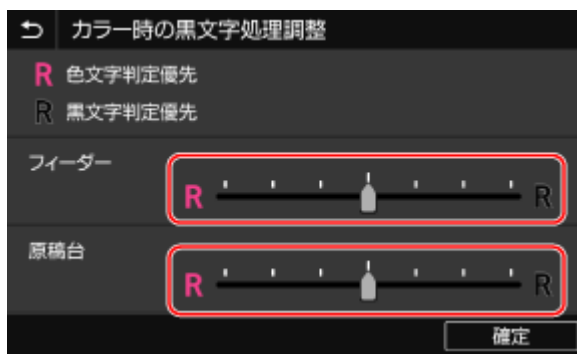 カラー時の黒文字処理調整
R 色文字判定優先
R 黒文字判定優先
フィーダー
R R
原稿台
R R
確定